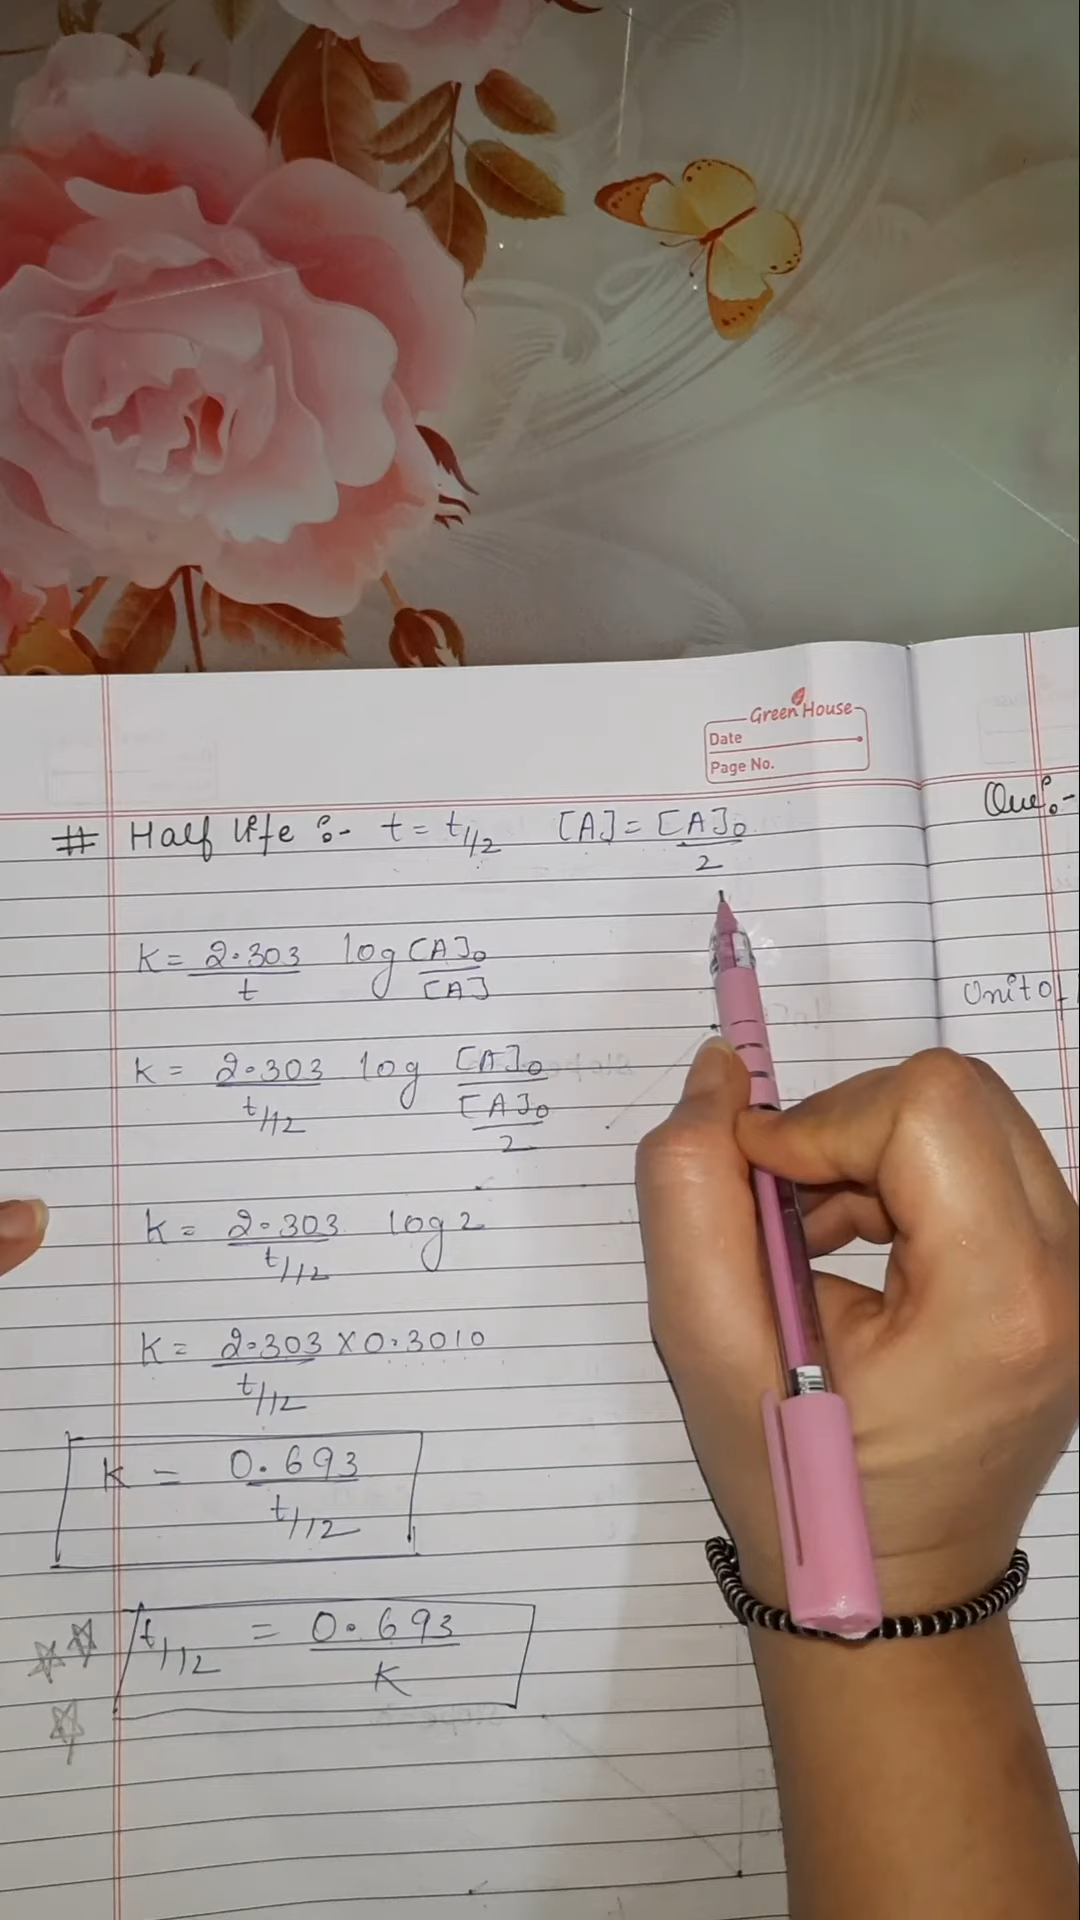 Green House
Date
Page No.
# Half life :- t = t1/2 [A] = [A]0/2
K = 2.303/t log [A]0/[A]
K = 2.303/t1/2 log [A]0/[A]0/2
K = 2.303/t1/2 log 2
K = 2.303 × 0.3010/t1/2
K = 0.693/t1/2
t1/2 = 0.693/K
Que:-
Unit of